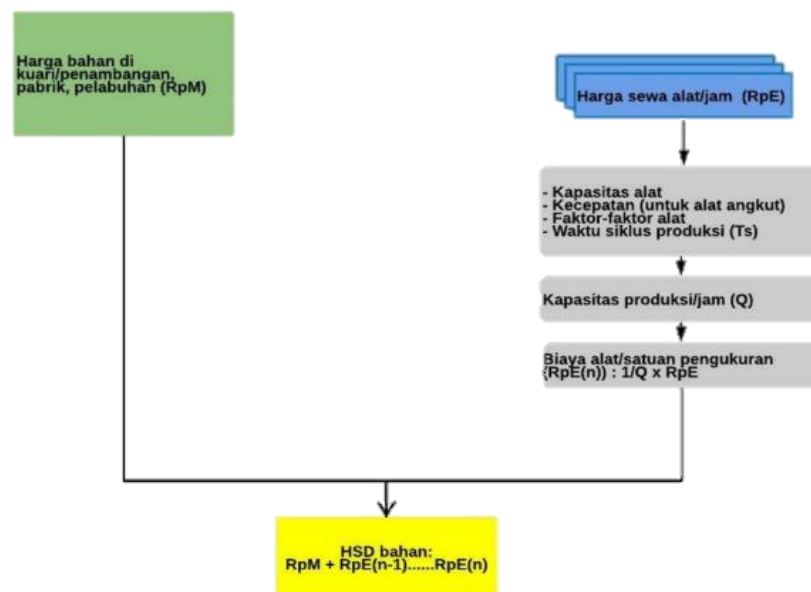 Harga bahan di
kuari/penambangan,
pabrik, pelabuhan (RpM)
Harga sewa alat/jam  (RpE)
- Kapasitas alat
- Kecepatan (untuk alat angkut)
- Faktor-faktor alat
- Waktu siklus produksi (Ts)
Kapasitas produksi/jam (Q)
Biaya alat/satuan pengukuran
(RpE(n)) : 1/Q x RpE
HSD bahan:
RpM + RpE(n-1)......RpE(n)